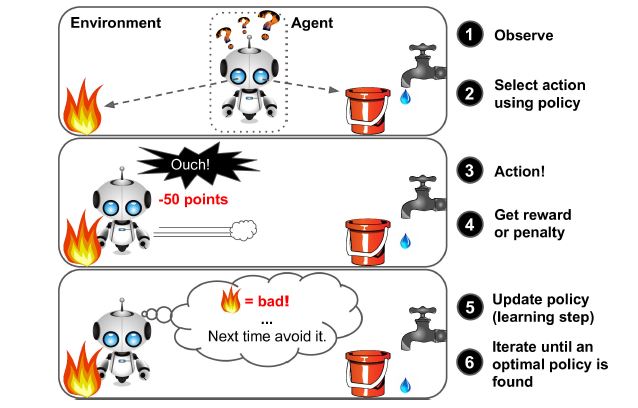 Environment
Agent
? ? ?
1 Observe
2 Select action
using policy
Ouch!
-50 points
3 Action!
4 Get reward
or penalty
= bad!
...
Next time avoid it.
5 Update policy
(learning step)
6 Iterate until an
optimal policy is
found